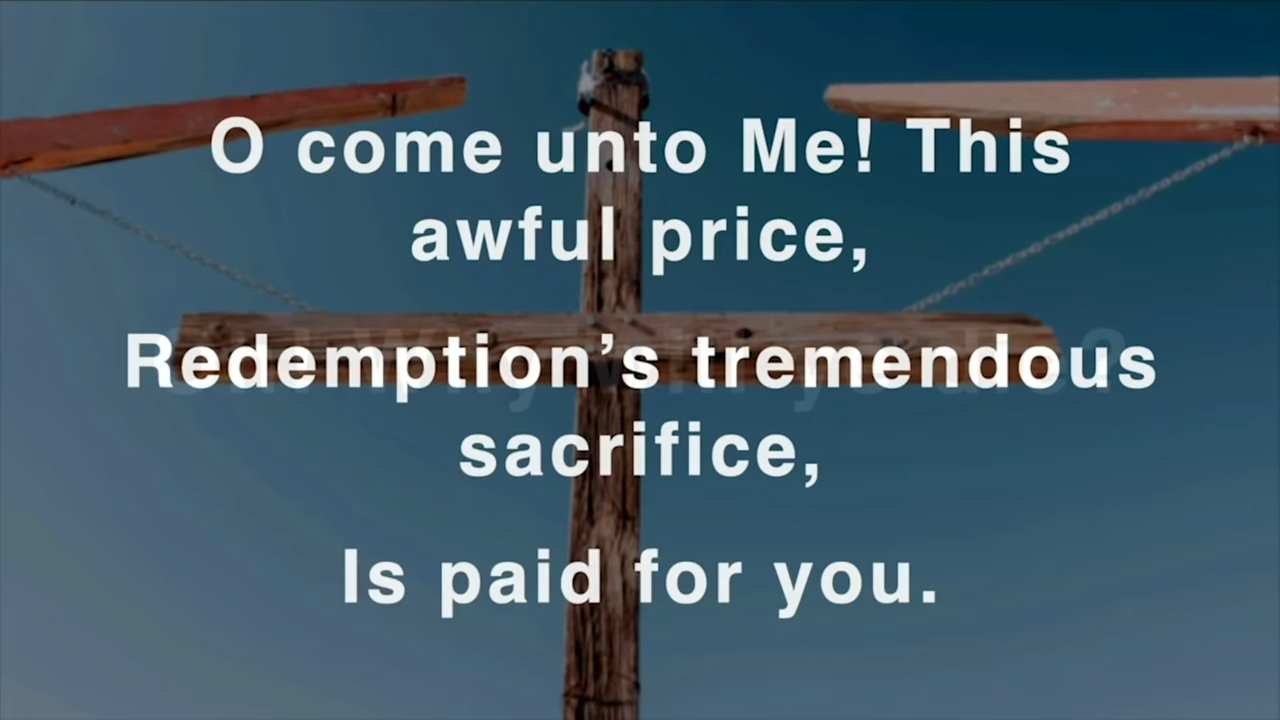 O come unto Me! This
awful price,
Redemption’s tremendous
sacrifice,
Is paid for you.